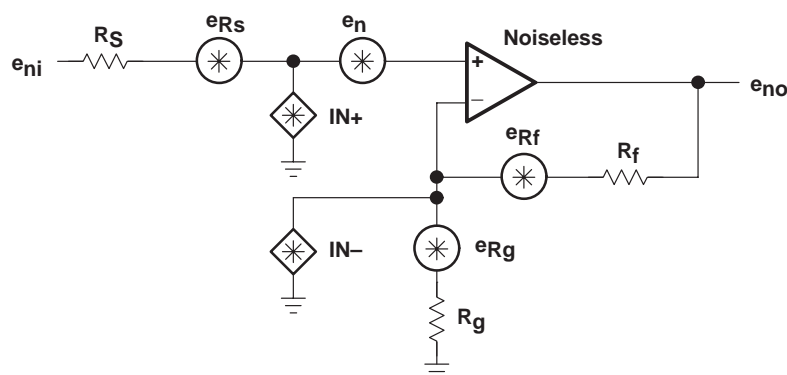 eRs
en
Noiseless
RS
eni
+
IN+
–
eno
eRf
Rf
IN–
eRg
Rg